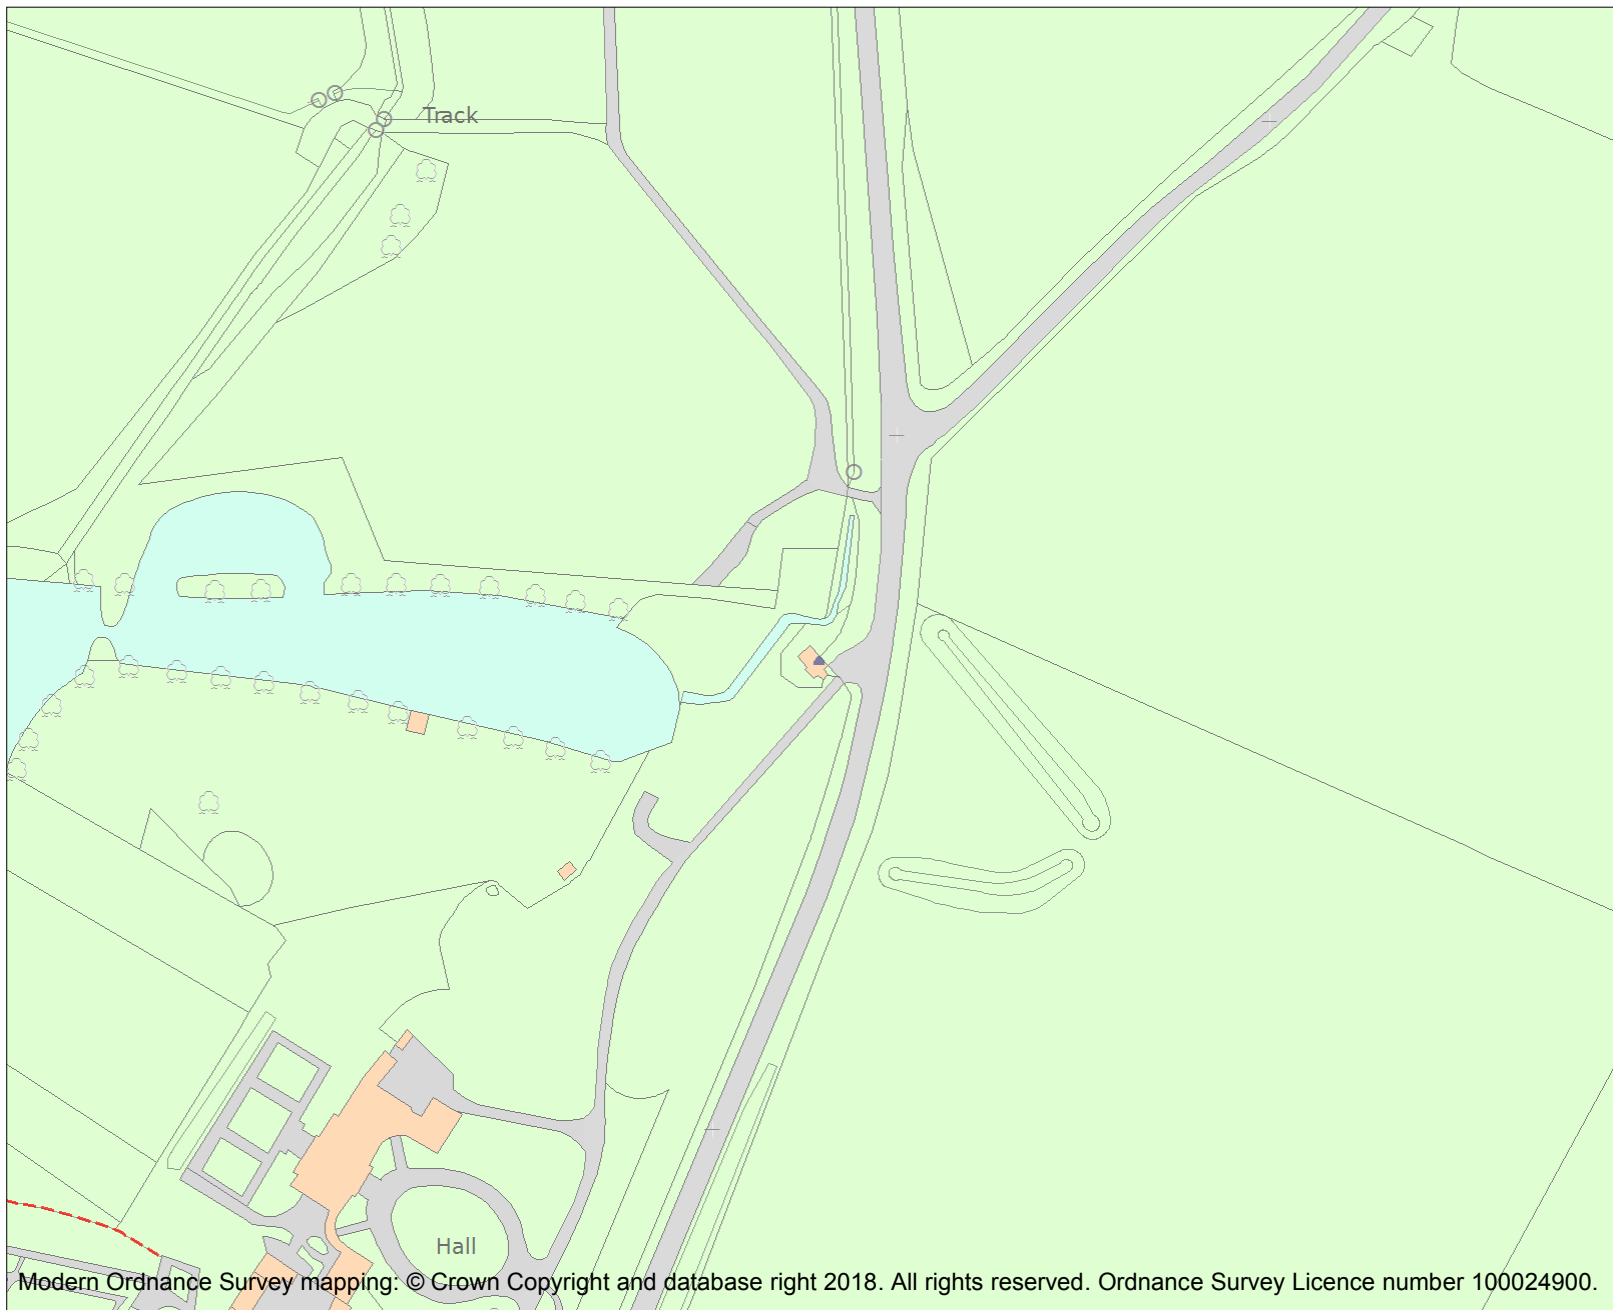 Track
Hall
Modern Ordnance Survey mapping: © Crown Copyright and database right 2018. All rights reserved. Ordnance Survey Licence number 100024900.